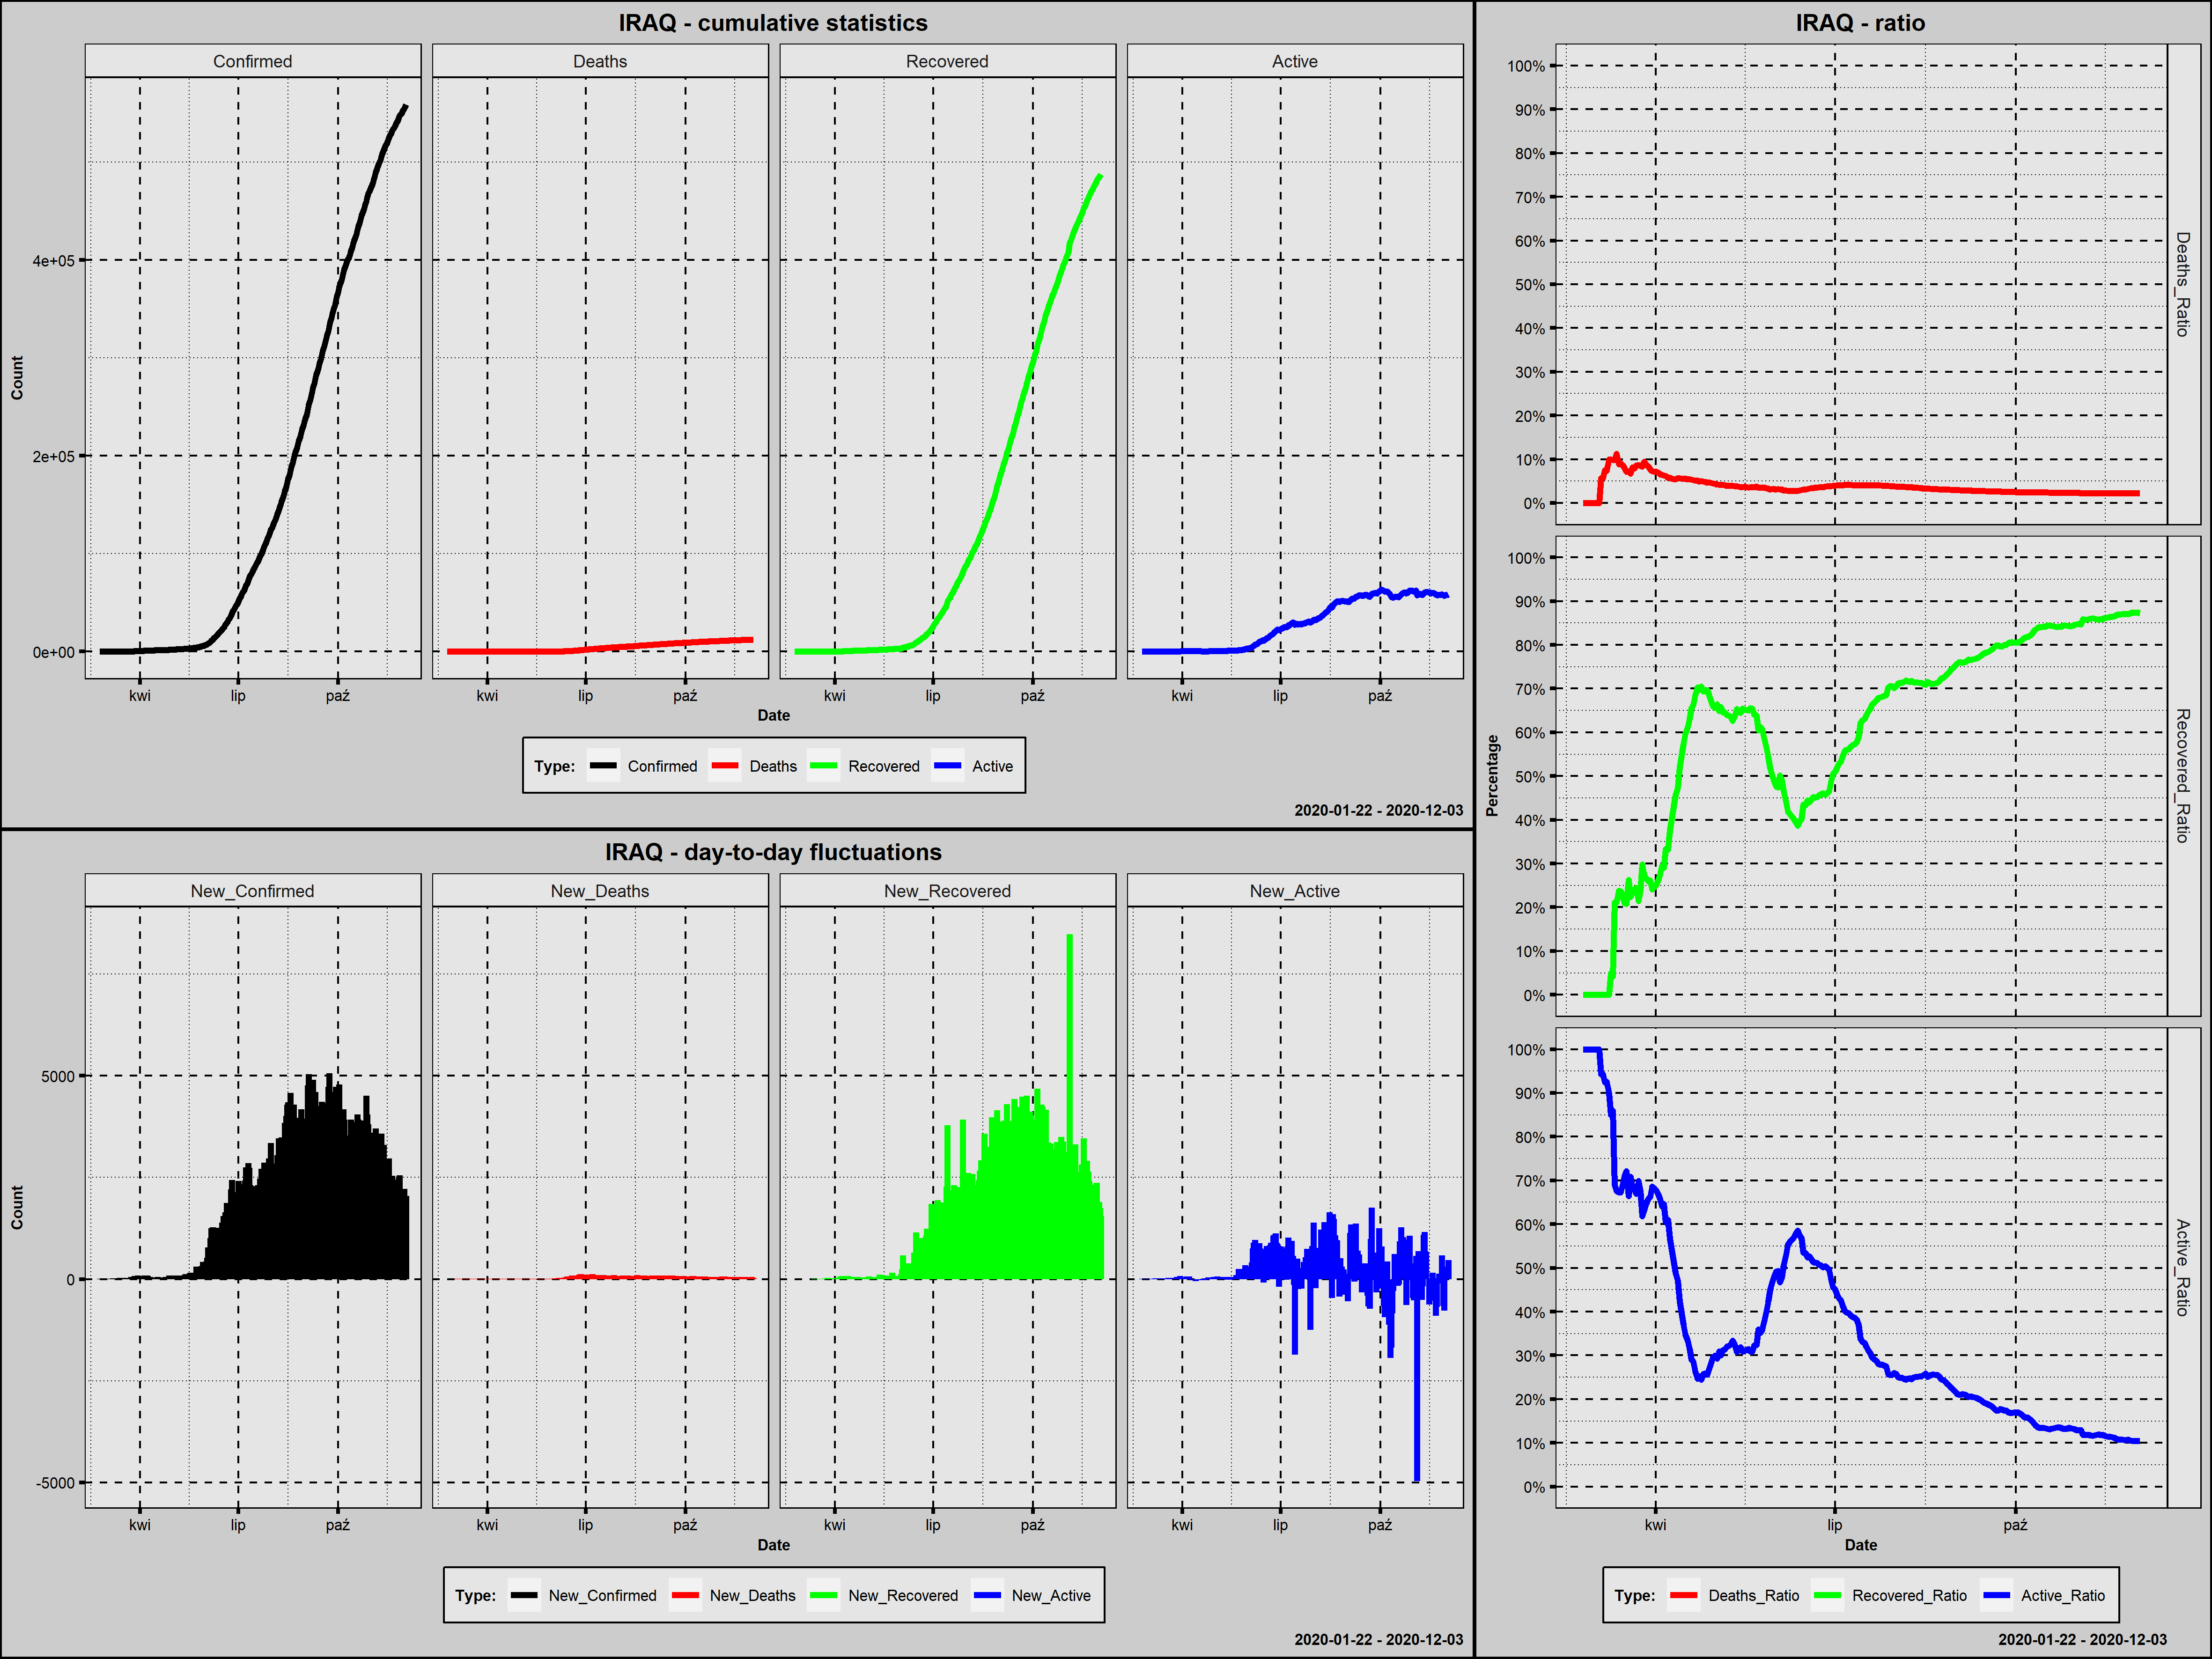 IRAQ - cumulative statistics
Confirmed Deaths Recovered Active
Count
4e+05
2e+05
0e+00
kwi lip paź kwi lip paź kwi lip paź kwi lip paź
Date
Type: Confirmed Deaths Recovered Active
2020-01-22 - 2020-12-03
IRAQ - day-to-day fluctuations
New_Confirmed New_Deaths New_Recovered New_Active
Count
5000
0
-5000
kwi lip paź kwi lip paź kwi lip paź kwi lip paź
Date
Type: New_Confirmed New_Deaths New_Recovered New_Active
2020-01-22 - 2020-12-03
IRAQ - ratio
Percentage
100%
90%
80%
70%
60%
50%
40%
30%
20%
10%
0%
Deaths_Ratio
100%
90%
80%
70%
60%
50%
40%
30%
20%
10%
0%
Recovered_Ratio
100%
90%
80%
70%
60%
50%
40%
30%
20%
10%
0%
Active_Ratio
kwi lip paź
Date
Type: Deaths_Ratio Recovered_Ratio Active_Ratio
2020-01-22 - 2020-12-03